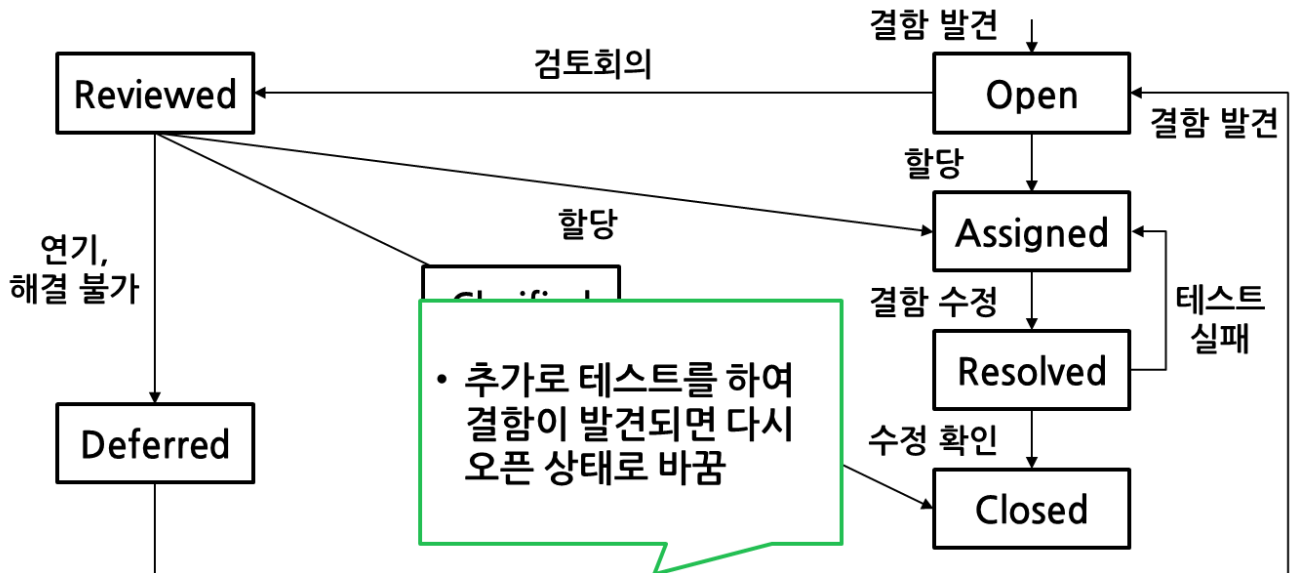 결함 발견
Reviewed
검토회의
Open
결함 발견
할당
할당
Assigned
연기,
해결 불가
결함 수정
테스트
실패
Resolved
• 추가로 테스트를 하여
결함이 발견되면 다시
오픈 상태로 바꿈
Deferred
수정 확인
Closed